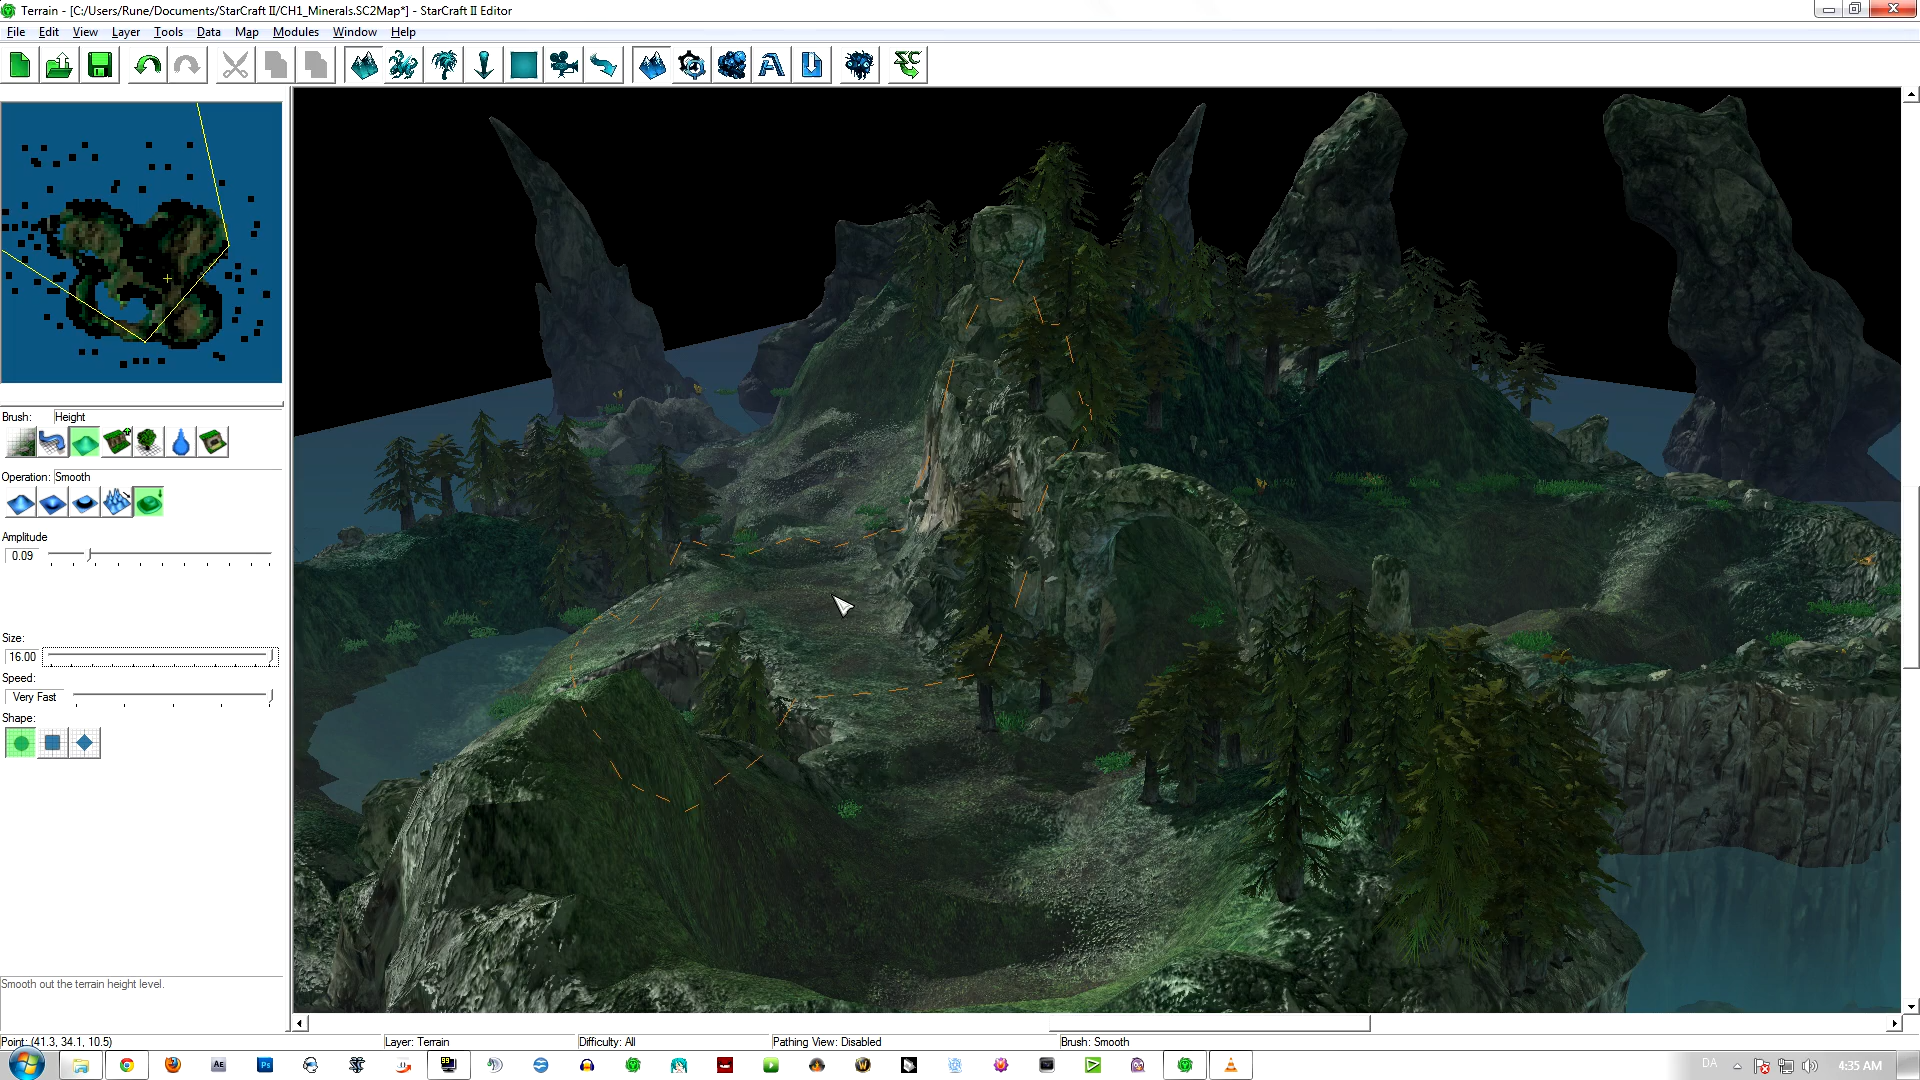 Terrain - [C:/Users/Rune/Documents/StarCraft II/CH1_Minerals.SC2Map*] - StarCraft II Editor
File Edit View Layer Tools Data Map Modules Window Help
Brush: Height
Operation: Smooth
Amplitude
0.09
Size:
16.00
Speed:
Very Fast
Shape:
Smooth out the terrain height level.
Point: (41.3, 34.1, 10.5) Layer: Terrain Difficulty: All Pathing View: Disabled Brush: Smooth
AE Ps DA 4:35 AM